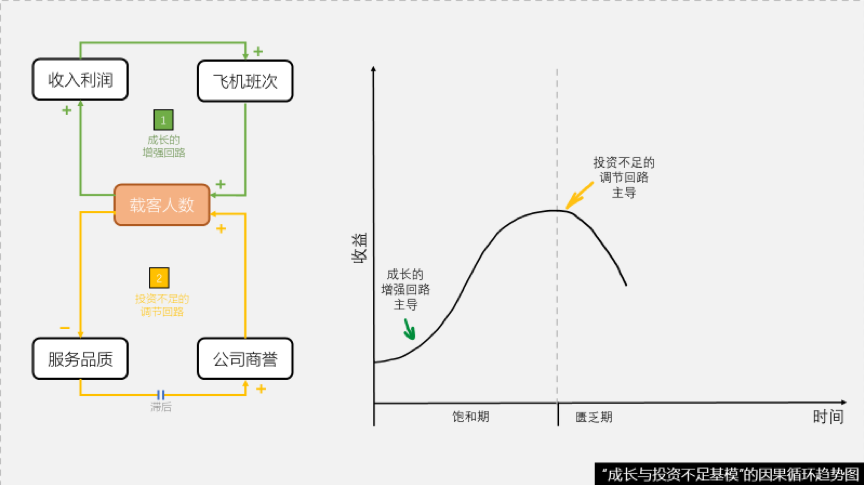 收入利润
+
飞机班次
+
1
成长的
增强回路
+
载客人数
+
2
投资不足的
调节回路
−
服务品质
公司商誉
+
滞后
收益
投资不足的
调节回路
主导
成长的
增强回路
主导
饱和期
匮乏期
时间
“成长与投资不足基模”的因果循环趋势图